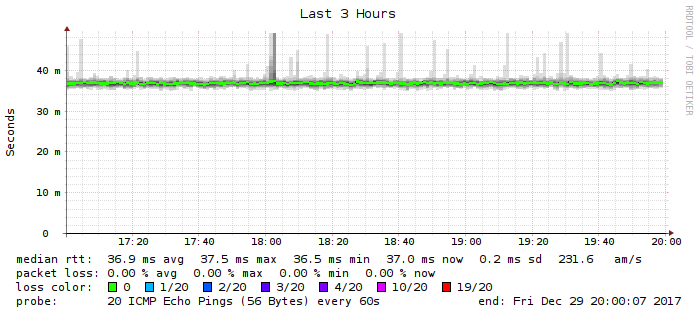 Last 3 Hours
RRDTOOL / TOBI OETIKER
Seconds
40 m
30 m
20 m
10 m
0
17:20 17:40 18:00 18:20 18:40 19:00 19:20 19:40 20:00
median rtt: 36.9 ms avg 37.5 ms max 36.5 ms min 37.0 ms now 0.2 ms sd 231.6 am/s
packet loss: 0.00 % avg 0.00 % max 0.00 % min 0.00 % now
loss color: 0 1/20 2/20 3/20 4/20 10/20 19/20
probe: 20 ICMP Echo Pings (56 Bytes) every 60s end: Fri Dec 29 20:00:07 2017